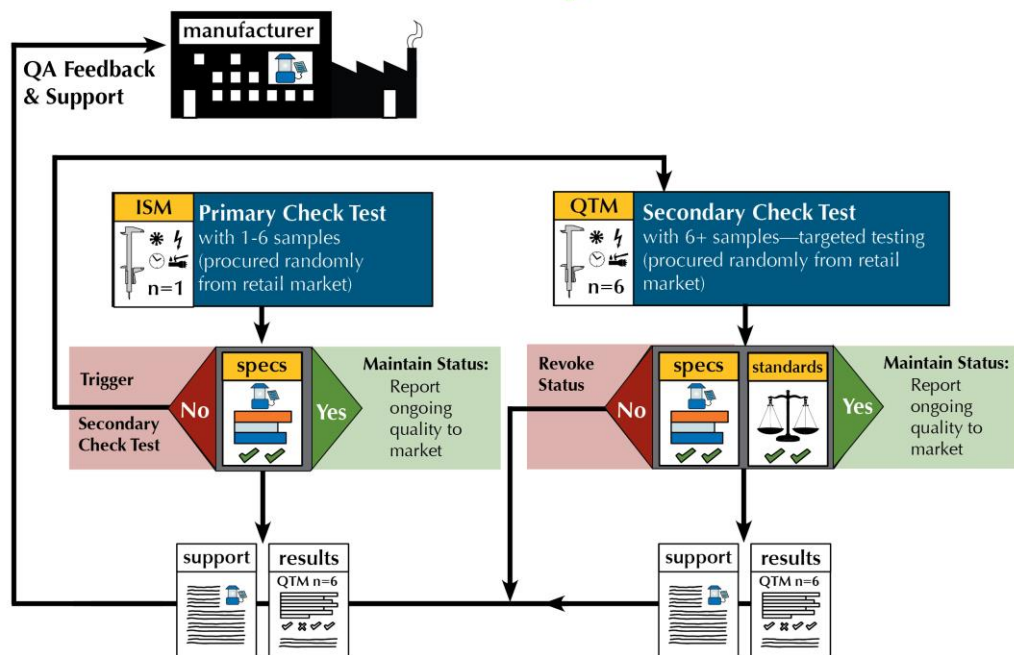 manufacturer
QA Feedback
& Support
ISM
n=1
Primary Check Test
with 1-6 samples
(procured randomly
from retail market)
QTM
n=6
Secondary Check Test
with 6+ samples—targeted testing
(procured randomly from retail
market)
Trigger
Secondary
Check Test
No
specs
Yes
Maintain Status:
Report
ongoing
quality to
market
Revoke
Status
No
specs
standards
Yes
Maintain Status:
Report
ongoing
quality to
market
support
results
QTM n=6
support
results
QTM n=6